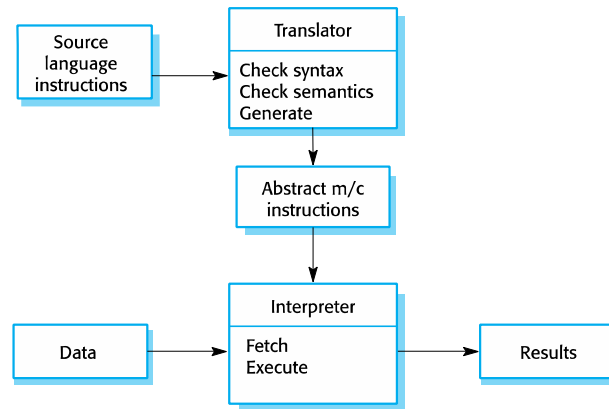 Source
language
instructions
Translator
Check syntax
Check semantics
Generate
Abstract m/c
instructions
Interpreter
Fetch
Execute
Data
Results